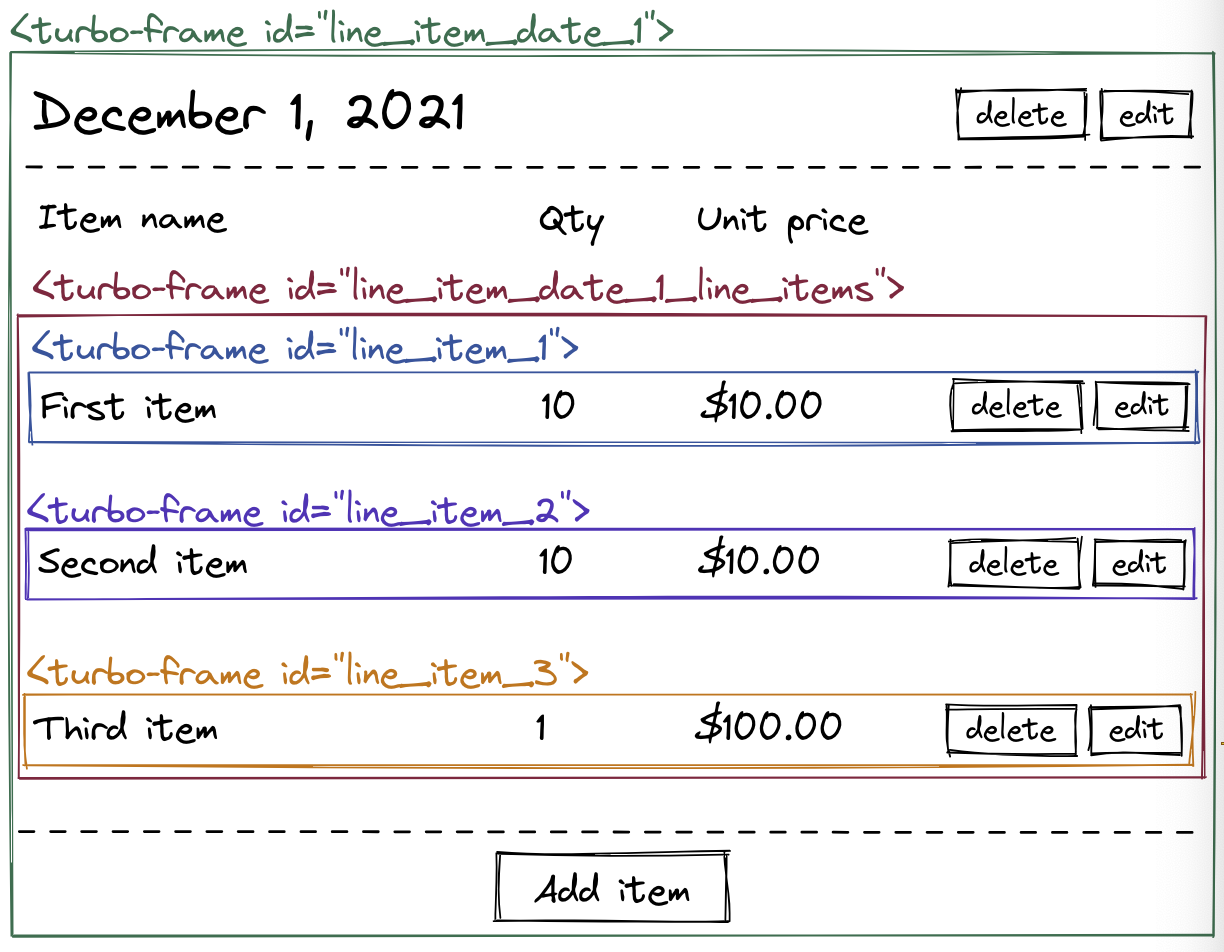 <turbo-frame id="line_item_date_1">
December 1, 2021 delete edit
Item name Qty Unit price
<turbo-frame id="line_item_date_1_line_items">
<turbo-frame id="line_item_1">
First item 10 $10.00 delete edit
<turbo-frame id="line_item_2">
Second item 10 $10.00 delete edit
<turbo-frame id="line_item_3">
Third item 1 $100.00 delete edit
Add item